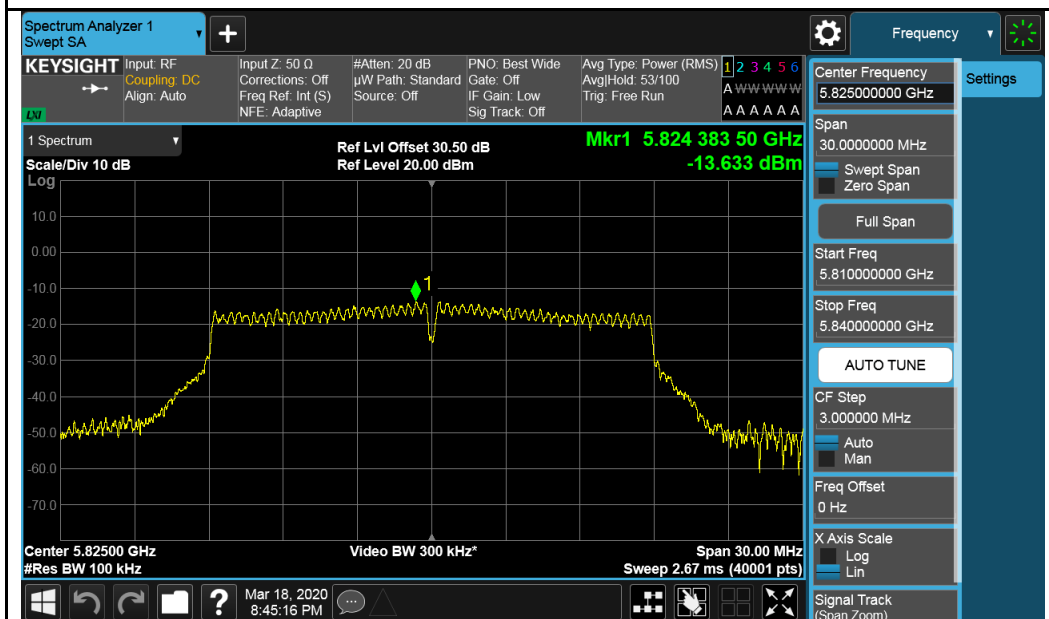 Spectrum Analyzer 1
Swept SA
Frequency
KEYSIGHT
LXI
Input: RF
Coupling: DC
Align: Auto
Input Z: 50 Ω
Corrections: Off
Freq Ref: Int (S)
NFE: Adaptive
#Atten: 20 dB
µW Path: Standard
Source: Off
PNO: Best Wide
Gate: Off
IF Gain: Low
Sig Track: Off
Avg Type: Power (RMS)
Avg|Hold: 53/100
Trig: Free Run
1 2 3 4 5 6
A W W W W W
A A A A A A
1 Spectrum
Scale/Div 10 dB
Ref Lvl Offset 30.50 dB
Ref Level 20.00 dBm
Mkr1 5.824 383 50 GHz
-13.633 dBm
Log
10.0
0.00
-10.0
-20.0
-30.0
-40.0
-50.0
-60.0
-70.0
1
Center 5.82500 GHz
#Res BW 100 kHz
Video BW 300 kHz*
Span 30.00 MHz
Sweep 2.67 ms (40001 pts)
Center Frequency
5.825000000 GHz
Settings
Span
30.0000000 MHz
Swept Span
Zero Span
Full Span
Start Freq
5.810000000 GHz
Stop Freq
5.840000000 GHz
AUTO TUNE
CF Step
3.000000 MHz
Auto
Man
Freq Offset
0 Hz
X Axis Scale
Log
Lin
Signal Track
(Span Zoom)
?
Mar 18, 2020
8:45:16 PM